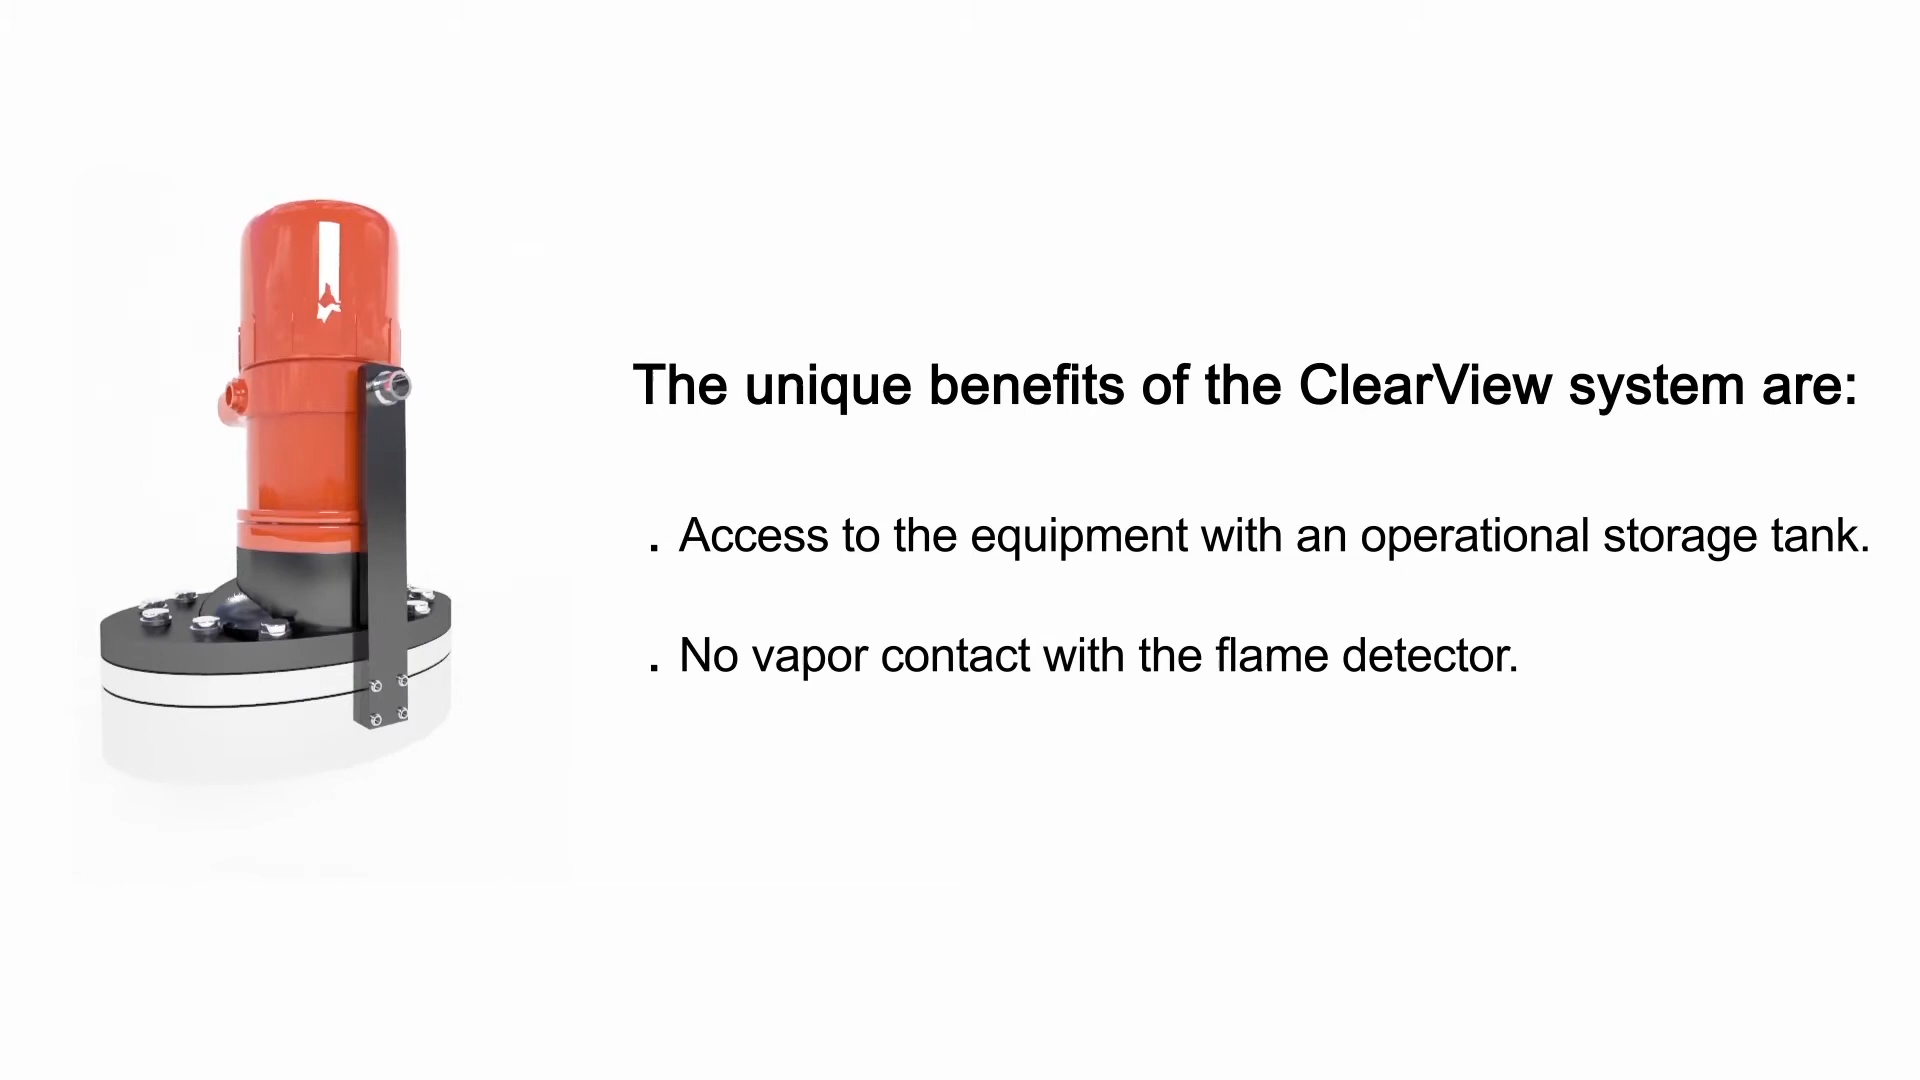 The unique benefits of the ClearView system are:
. Access to the equipment with an operational storage tank.
. No vapor contact with the flame detector.